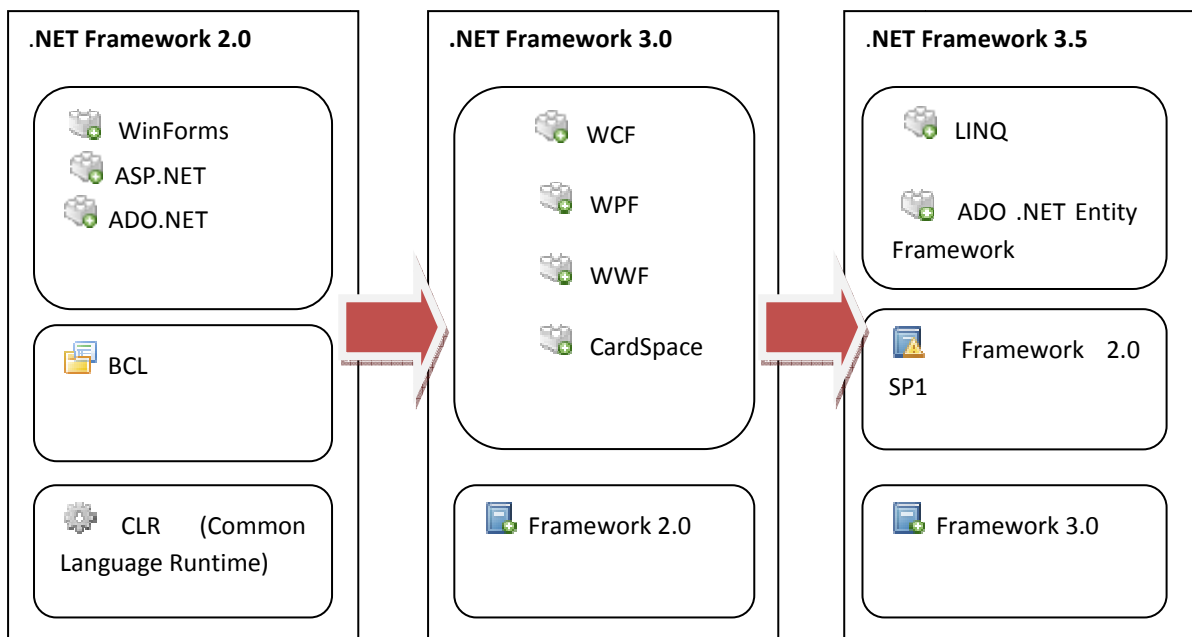 .NET Framework 2.0
WinForms
ASP.NET
ADO.NET
BCL
CLR (Common
Language Runtime)
.NET Framework 3.0
WCF
WPF
WWF
CardSpace
Framework 2.0
.NET Framework 3.5
LINQ
ADO .NET Entity
Framework
Framework 2.0
SP1
Framework 3.0